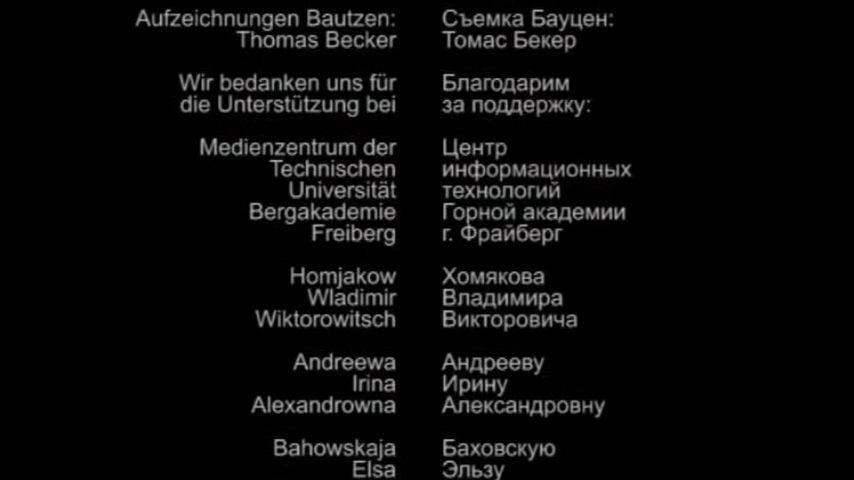 Aufzeichnungen Bautzen: Съемка Бауцен:
Thomas Becker Томас Бекер
Wir bedanken uns für Благодарим
die Unterstützung bei за поддержку:
Medienzentrum der Центр
Technischen информационных
Universität технологий
Bergakademie Горной академии
Freiberg г. Фрайберг
Homjakow Хомякова
Wladimir Владимира
Wiktorowitsch Викторовича
Andreewa Андрееву
Irina Ирину
Alexandrowna Александровну
Bahowskaja Баховскую
Elsa Эльзу